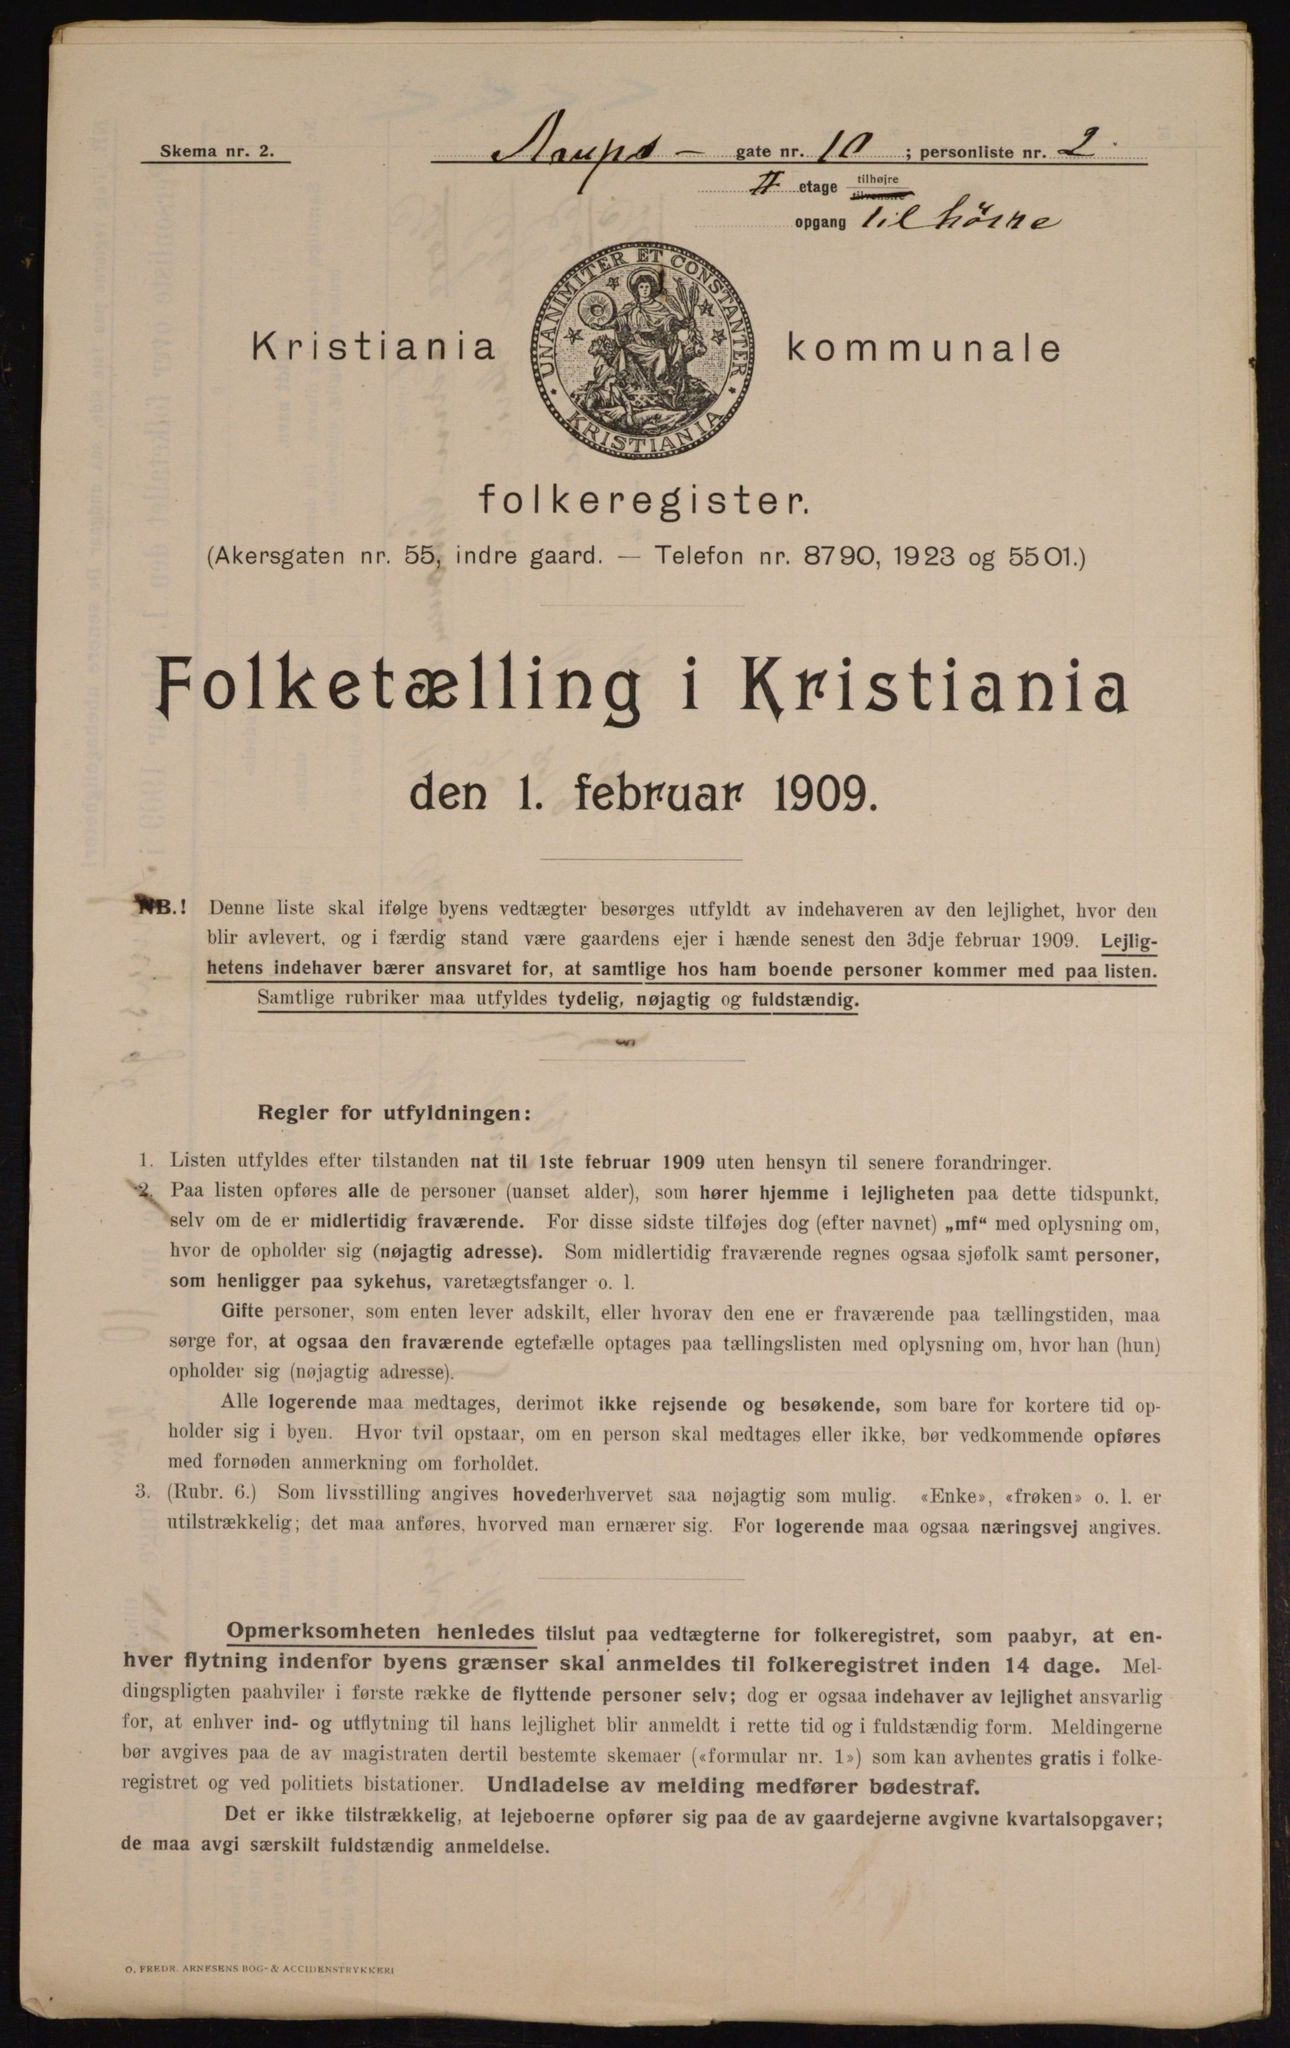 Skema nr. 2.
Arups - gate nr. 10 ; personliste nr. 2
II etage tilhøjre tilvenstre
opgang til høire
UNANIMITER ET CONSTANTER
KRISTIANIA
Kristiania kommunale
folkeregister.
(Akersgaten nr. 55, indre gaard. — Telefon nr. 8790, 1923 og 5501.)
Folketælling i Kristiania
den 1. februar 1909.
NB.! Denne liste skal ifølge byens vedtægter besørges utfyldt av indehaveren av den lejlighet, hvor den
blir avlevert, og i færdig stand være gaardens ejer i hænde senest den 3dje februar 1909. Lejlig-
hetens indehaver bærer ansvaret for, at samtlige hos ham boende personer kommer med paa listen.
Samtlige rubriker maa utfyldes tydelig, nøjagtig og fuldstændig.
Regler for utfyldningen:
1. Listen utfyldes efter tilstanden nat til 1ste februar 1909 uten hensyn til senere forandringer.
2. Paa listen opføres alle de personer (uanset alder), som hører hjemme i lejligheten paa dette tidspunkt,
selv om de er midlertidig fraværende. For disse sidste tilføjes dog (efter navnet) „mf“ med oplysning om,
hvor de opholder sig (nøjagtig adresse). Som midlertidig fraværende regnes ogsaa sjøfolk samt personer,
som henligger paa sykehus, varetægtsfanger o. l.
Gifte personer, som enten lever adskilt, eller hvorav den ene er fraværende paa tællingstiden, maa
sørge for, at ogsaa den fraværende egtefælle optages paa tællingslisten med oplysning om, hvor han (hun)
opholder sig (nøjagtig adresse).
Alle logerende maa medtages, derimot ikke rejsende og besøkende, som bare for kortere tid op-
holder sig i byen. Hvor tvil opstaar, om en person skal medtages eller ikke, bør vedkommende opføres
med fornøden anmerkning om forholdet.
3. (Rubr. 6.) Som livsstilling angives hovederhvervet saa nøjagtig som mulig. «Enke», «frøken» o. l. er
utilstrækkelig; det maa anføres, hvorved man ernærer sig. For logerende maa ogsaa næringsvej angives.
Opmerksomheten henledes tilslut paa vedtægterne for folkeregistret, som paabyr, at en-
hver flytning indenfor byens grænser skal anmeldes til folkeregistret inden 14 dage. Mel-
dingspligten paahviler i første række de flyttende personer selv; dog er ogsaa indehaver av lejlighet ansvarlig
for, at enhver ind- og utflytning til hans lejlighet blir anmeldt i rette tid og i fuldstændig form. Meldingerne
bør avgives paa de av magistraten dertil bestemte skemaer («formular nr. 1») som kan avhentes gratis i folke-
registret og ved politiets bistationer. Undladelse av melding medfører bødestraf.
Det er ikke tilstrækkelig, at lejeboerne opfører sig paa de av gaardejerne avgivne kvartalsopgaver;
de maa avgi særskilt fuldstændig anmeldelse.
O. FREDR. ARNESENS BOG- & ACCIDENSTRYKKERI